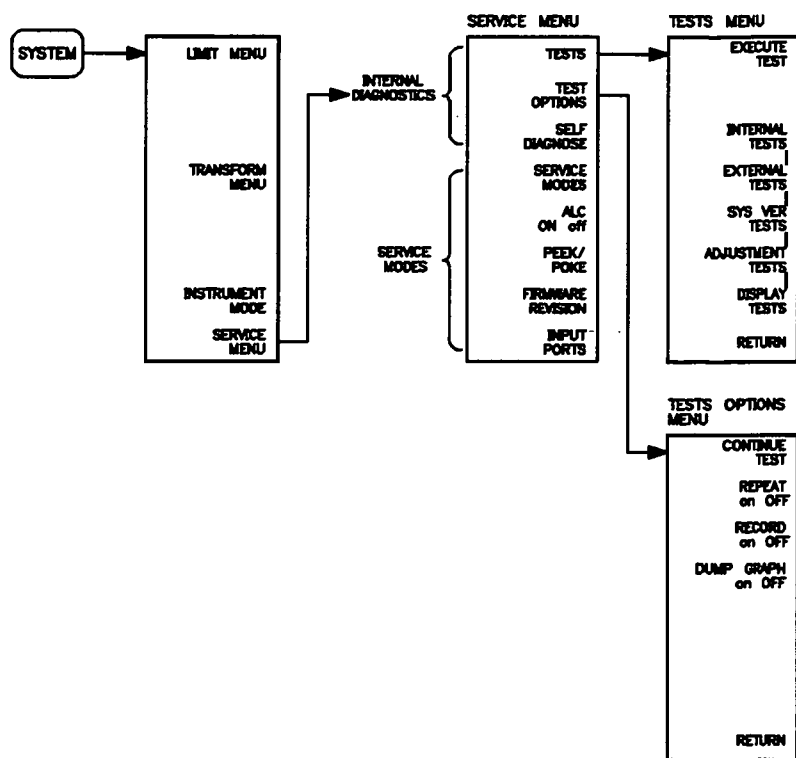 SYSTEM
LIMIT MENU
TRANSFORM
MENU
INSTRUMENT
MODE
SERVICE
MENU
INTERNAL
DIAGNOSTICS
SERVICE
MODES
SERVICE MENU
TESTS
TEST
OPTIONS
SELF
DIAGNOSE
SERVICE
MODES
ALC
ON off
PEEK/
POKE
FIRMWARE
REVISION
INPUT
PORTS
TESTS MENU
EXECUTE
TEST
INTERNAL
TESTS
EXTERNAL
TESTS
SYS VER
TESTS
ADJUSTMENT
TESTS
DISPLAY
TESTS
RETURN
TESTS OPTIONS
MENU
CONTINUE
TEST
REPEAT
on OFF
RECORD
on OFF
DUMP GRAPH
on OFF
RETURN